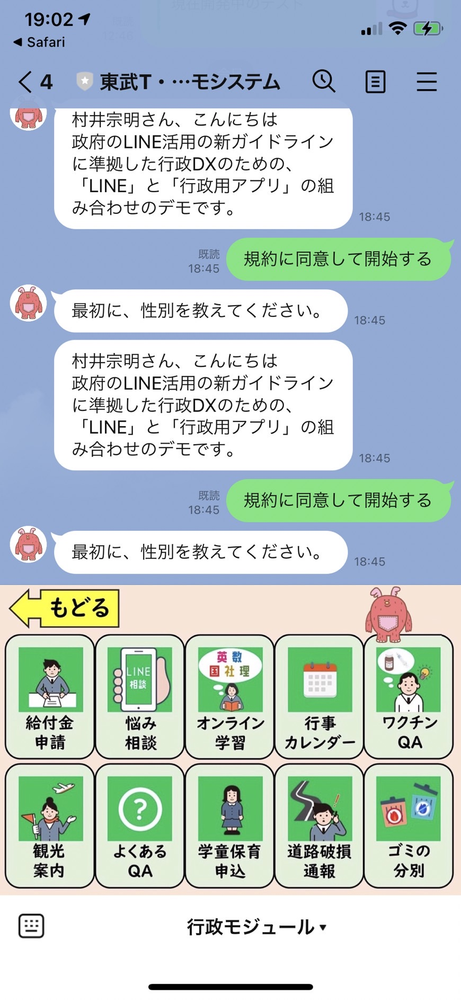 現在開発中のテスト
19:02
◀ Safari
4
東武T・…モシステム
村井宗明さん、こんにちは
政府のLINE活用の新ガイドライン
に準拠した行政DXのための、
「LINE」と「行政用アプリ」の組
み合わせのデモです。
18:45
既読
18:45
規約に同意して開始する
最初に、性別を教えてください。
18:45
村井宗明さん、こんにちは
政府のLINE活用の新ガイドライン
に準拠した行政DXのための、
「LINE」と「行政用アプリ」の組
み合わせのデモです。
18:45
既読
18:45
規約に同意して開始する
最初に、性別を教えてください。
18:45
もどる
給付金
申請
LINE
相談
悩み
相談
英数
国社理
オンライン
学習
行事
カレンダー
ワクチン
QA
観光
案内
?
よくある
QA
学童保育
申込
!
道路破損
通報
ゴミの
分別
行政モジュール▼